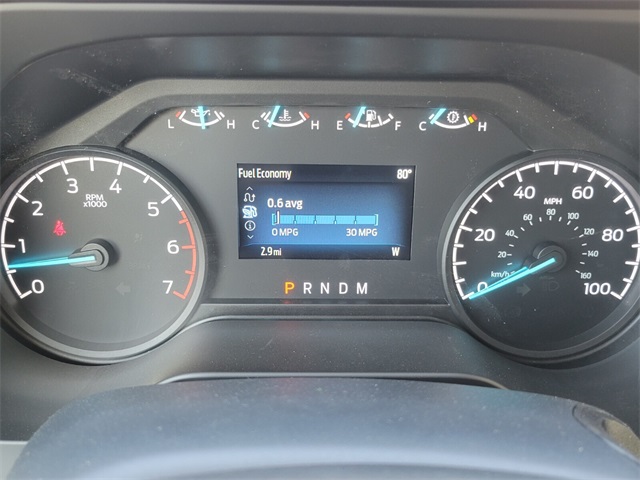 L H C H E F C H
Fuel Economy 80°
0.6 avg
0 MPG 30 MPG
2.9 mi W
P R N D M
0 1 2 3 4 5 6 7
RPM
x1000
0 20 40 60 80 100
MPH
20 40 60 80 100 120 140 160
km/h